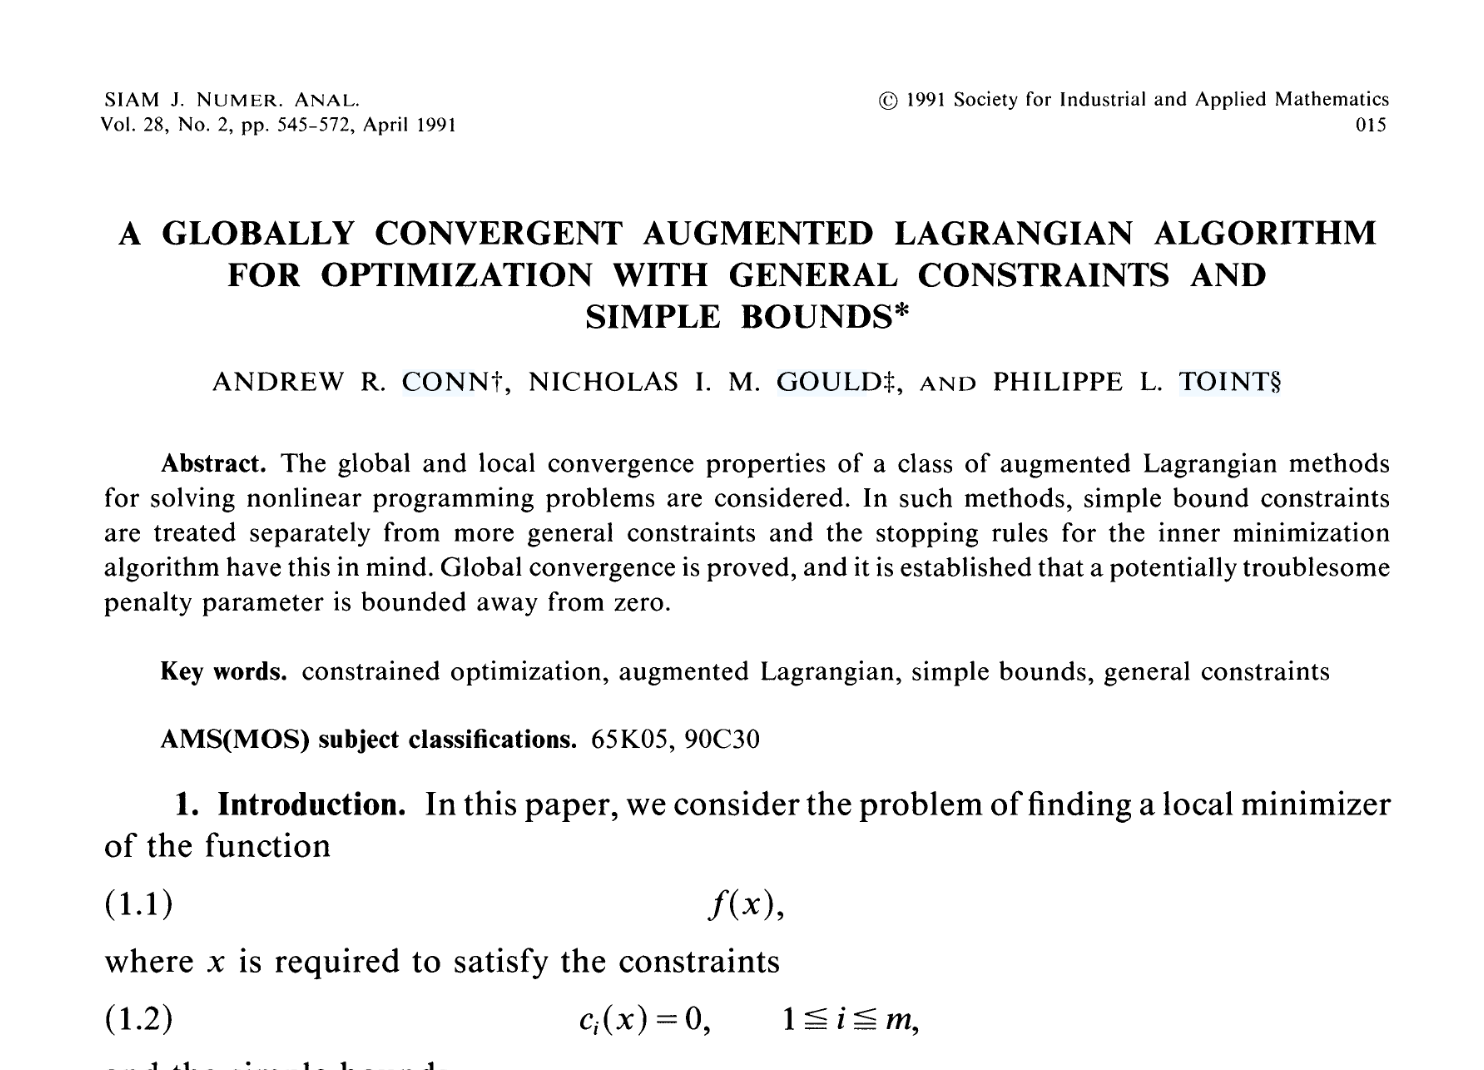 SIAM J. NUMER. ANAL.
Vol. 28, No. 2, pp. 545–572, April 1991
© 1991 Society for Industrial and Applied Mathematics
015
A GLOBALLY CONVERGENT AUGMENTED LAGRANGIAN ALGORITHM
FOR OPTIMIZATION WITH GENERAL CONSTRAINTS AND
SIMPLE BOUNDS*
ANDREW R. CONN†, NICHOLAS I. M. GOULD‡, AND PHILIPPE L. TOINT§
Abstract. The global and local convergence properties of a class of augmented Lagrangian methods
for solving nonlinear programming problems are considered. In such methods, simple bound constraints
are treated separately from more general constraints and the stopping rules for the inner minimization
algorithm have this in mind. Global convergence is proved, and it is established that a potentially troublesome
penalty parameter is bounded away from zero.
Key words. constrained optimization, augmented Lagrangian, simple bounds, general constraints
AMS(MOS) subject classifications. 65K05, 90C30
1. Introduction. In this paper, we consider the problem of finding a local minimizer
of the function
(1.1) f(x),
where x is required to satisfy the constraints
(1.2) cᵢ(x) = 0, 1 ≦ i ≦ m,
and the simple bounds